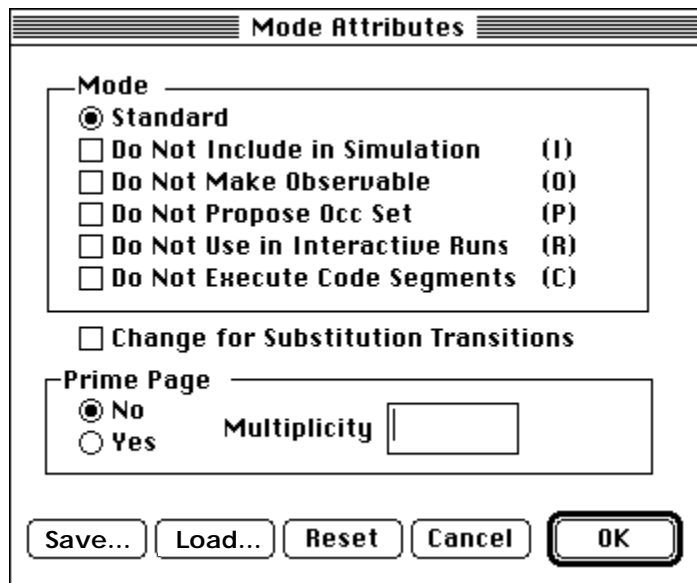 Mode Attributes
Mode
Standard
Do Not Include in Simulation (I)
Do Not Make Observable (O)
Do Not Propose Occ Set (P)
Do Not Use in Interactive Runs (R)
Do Not Execute Code Segments (C)
Change for Substitution Transitions
Prime Page
No
Yes
Multiplicity
Save... Load... Reset Cancel OK